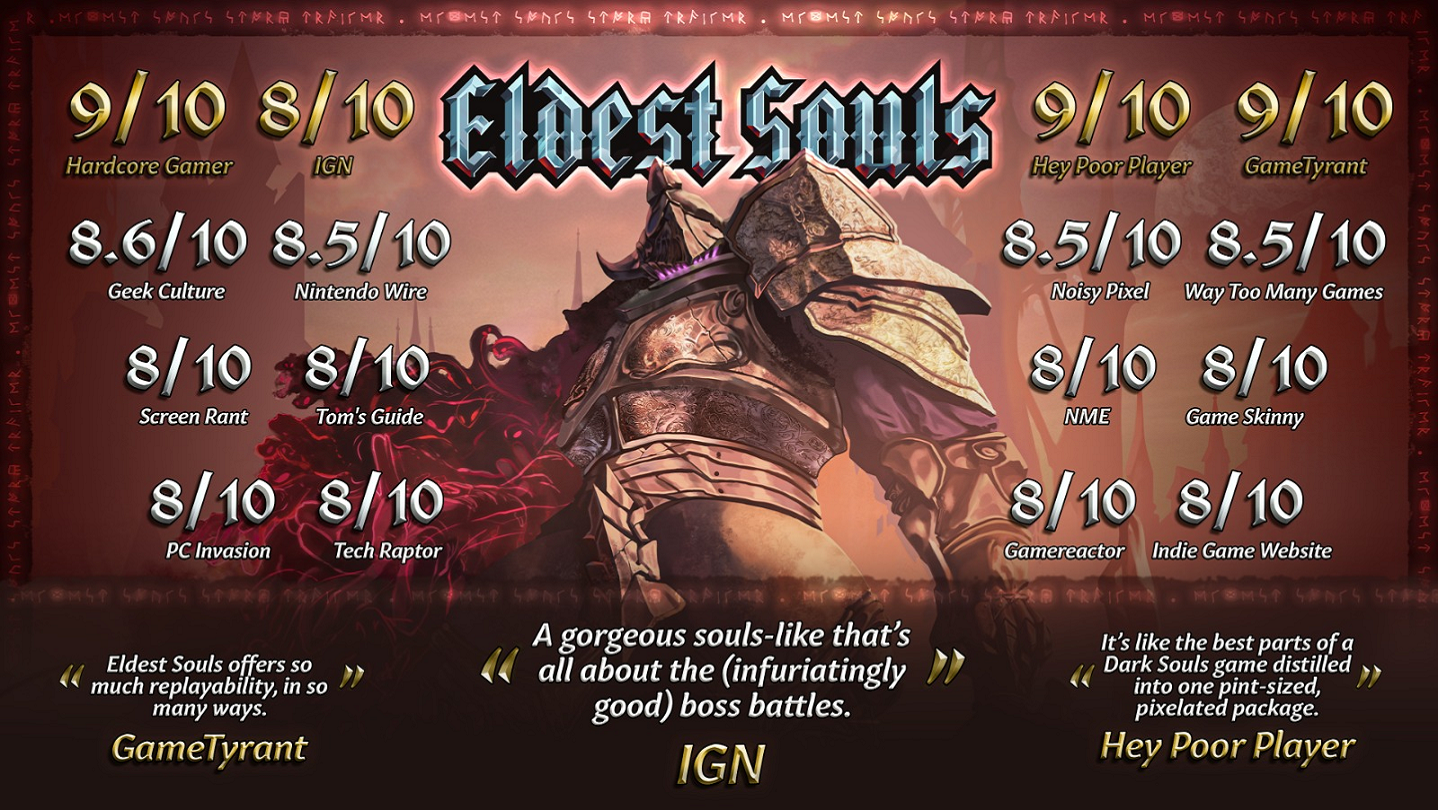 Eldest Souls
9/10 8/10
Hardcore Gamer IGN
9/10 9/10
Hey Poor Player GameTyrant
8.6/10 8.5/10
Geek Culture Nintendo Wire
8.5/10 8.5/10
Noisy Pixel Way Too Many Games
8/10 8/10
Screen Rant Tom's Guide
8/10 8/10
NME Game Skinny
8/10 8/10
PC Invasion Tech Raptor
8/10 8/10
Gamereactor Indie Game Website
“ Eldest Souls offers so
much replayability, in so
many ways. ”
GameTyrant
“ A gorgeous souls-like that’s
all about the (infuriatingly
good) boss battles. ”
IGN
“ It’s like the best parts of a
Dark Souls game distilled
into one pint-sized,
pixelated package. ”
Hey Poor Player